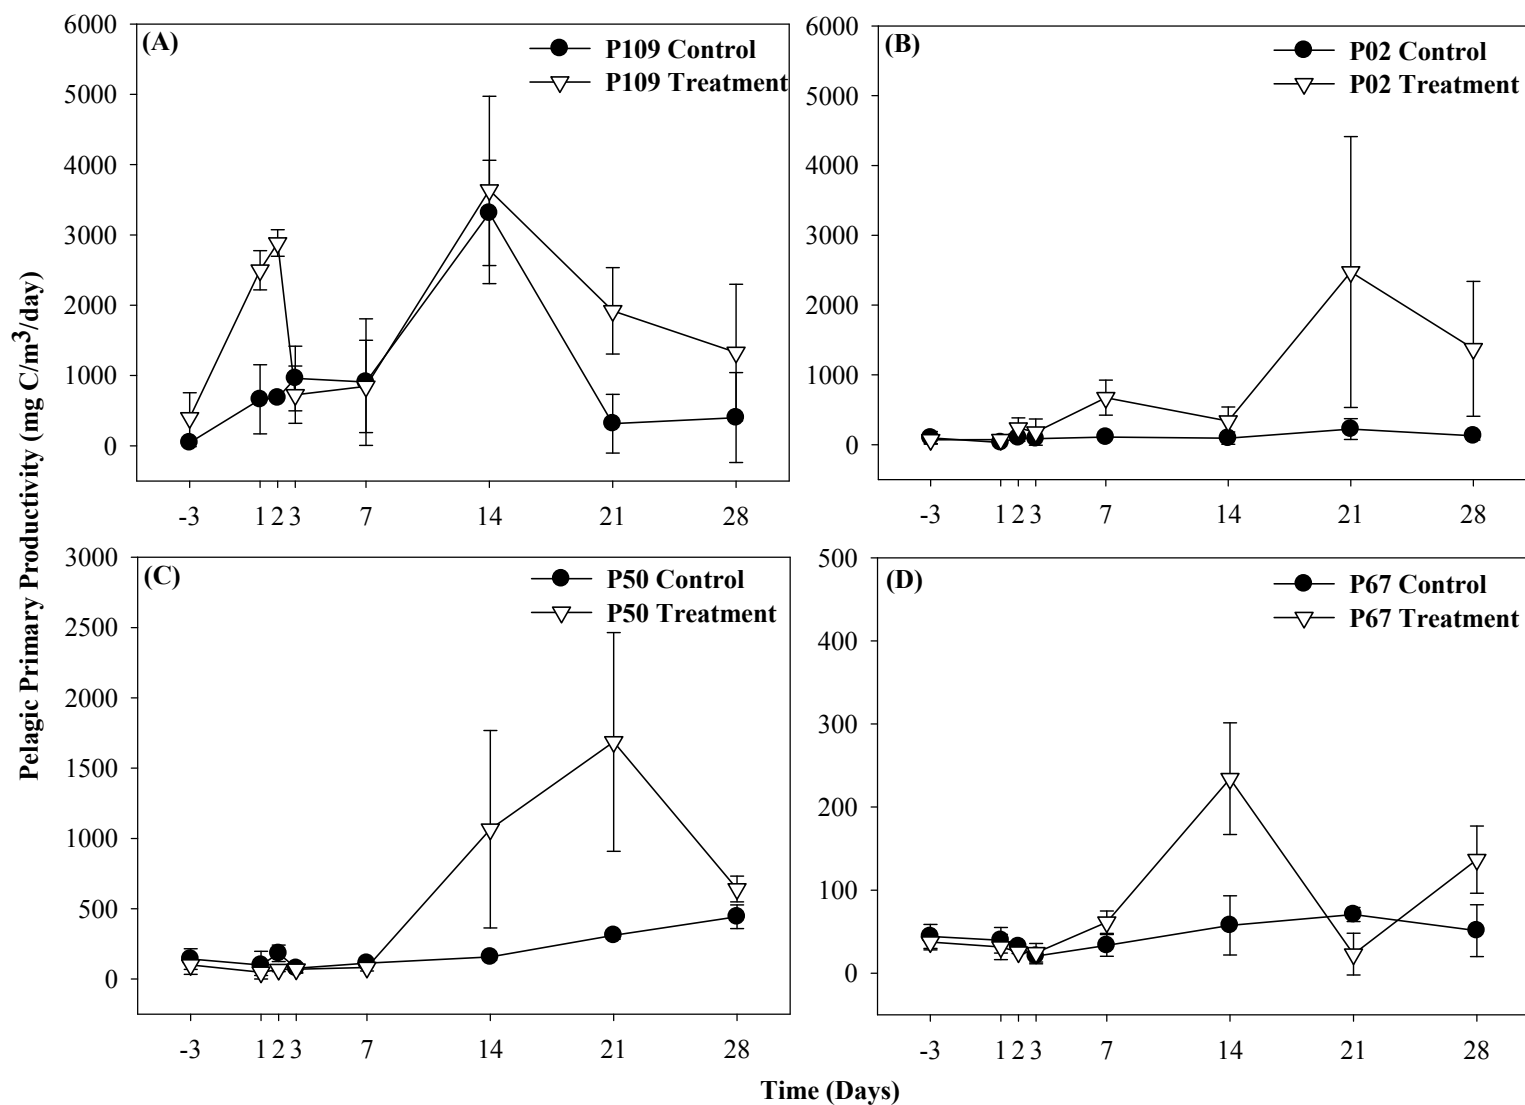 Pelagic Primary Productivity (mg C/m³/day)
(A)
P109 Control
P109 Treatment
6000
5000
4000
3000
2000
1000
0
-3 1 2 3 7 14 21 28
(B)
P02 Control
P02 Treatment
6000
5000
4000
3000
2000
1000
0
-3 1 2 3 7 14 21 28
(C)
P50 Control
P50 Treatment
3000
2500
2000
1500
1000
500
0
-3 1 2 3 7 14 21 28
(D)
P67 Control
P67 Treatment
500
400
300
200
100
0
-3 1 2 3 7 14 21 28
Time (Days)